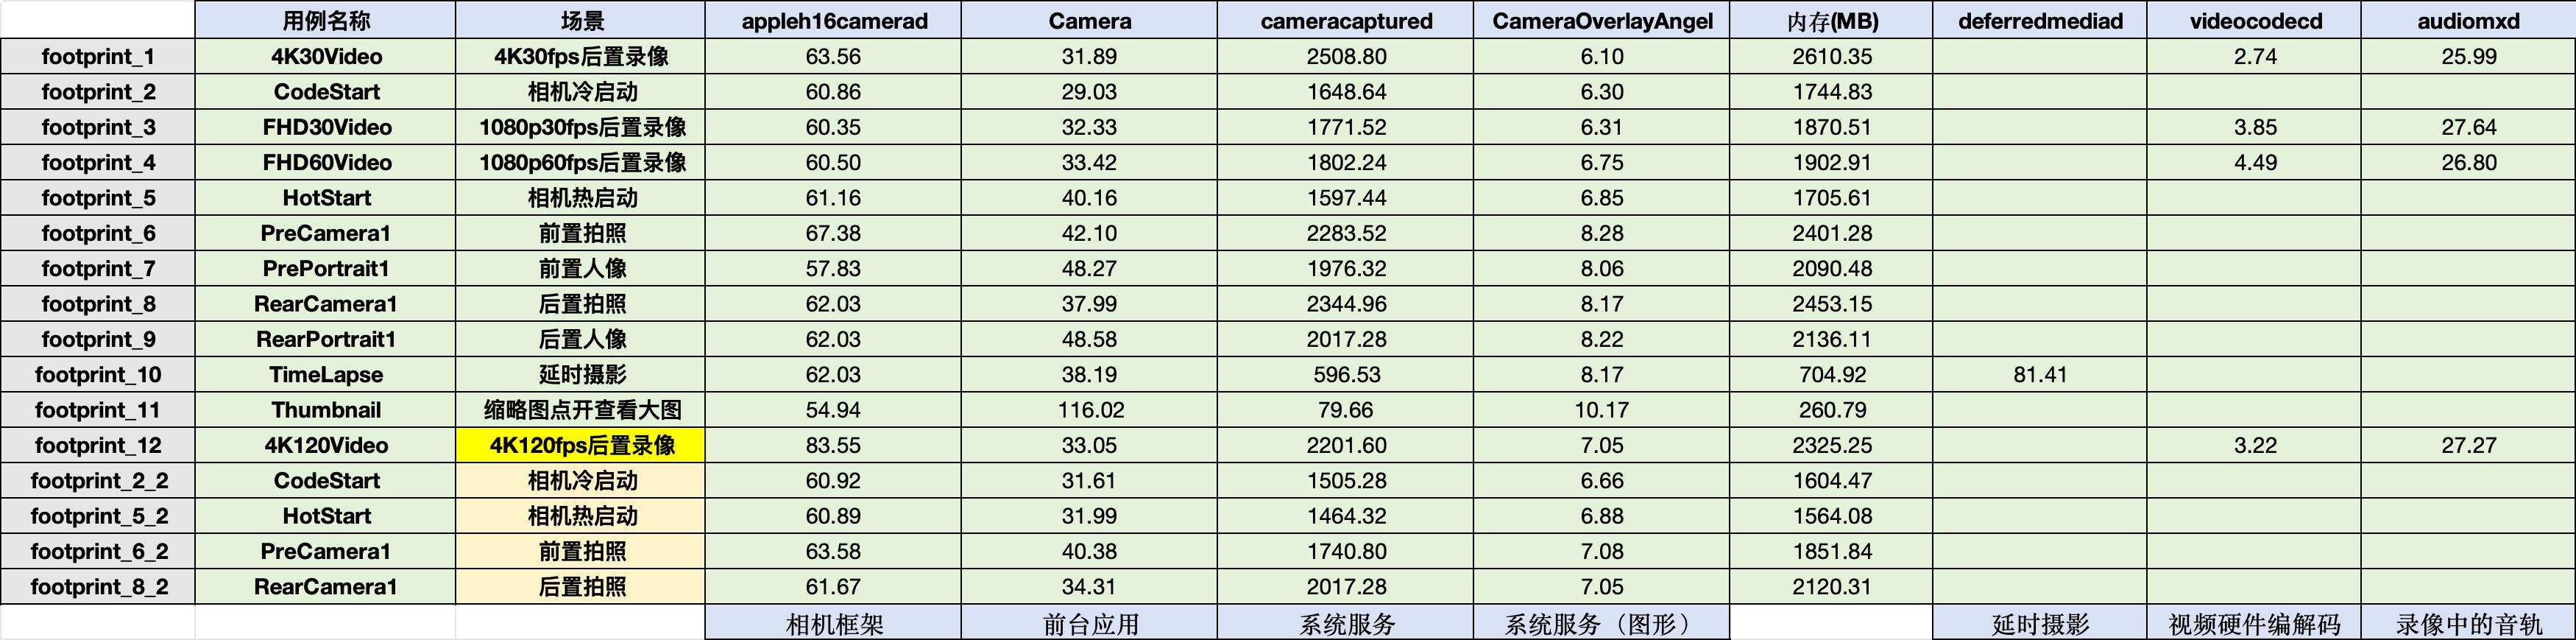 用例名称 场景 appleh16camerad Camera cameracaptured CameraOverlayAngel 内存(MB) deferredmediad videocodecd audiomxd
footprint_1 4K30Video 4K30fps后置录像 63.56 31.89 2508.80 6.10 2610.35 2.74 25.99
footprint_2 CodeStart 相机冷启动 60.86 29.03 1648.64 6.30 1744.83
footprint_3 FHD30Video 1080p30fps后置录像 60.35 32.33 1771.52 6.31 1870.51 3.85 27.64
footprint_4 FHD60Video 1080p60fps后置录像 60.50 33.42 1802.24 6.75 1902.91 4.49 26.80
footprint_5 HotStart 相机热启动 61.16 40.16 1597.44 6.85 1705.61
footprint_6 PreCamera1 前置拍照 67.38 42.10 2283.52 8.28 2401.28
footprint_7 PrePortrait1 前置人像 57.83 48.27 1976.32 8.06 2090.48
footprint_8 RearCamera1 后置拍照 62.03 37.99 2344.96 8.17 2453.15
footprint_9 RearPortrait1 后置人像 62.03 48.58 2017.28 8.22 2136.11
footprint_10 TimeLapse 延时摄影 62.03 38.19 596.53 8.17 704.92 81.41
footprint_11 Thumbnail 缩略图点开查看大图 54.94 116.02 79.66 10.17 260.79
footprint_12 4K120Video 4K120fps后置录像 83.55 33.05 2201.60 7.05 2325.25 3.22 27.27
footprint_2_2 CodeStart 相机冷启动 60.92 31.61 1505.28 6.66 1604.47
footprint_5_2 HotStart 相机热启动 60.89 31.99 1464.32 6.88 1564.08
footprint_6_2 PreCamera1 前置拍照 63.58 40.38 1740.80 7.08 1851.84
footprint_8_2 RearCamera1 后置拍照 61.67 34.31 2017.28 7.05 2120.31
相机框架 前台应用 系统服务 系统服务（图形） 延时摄影 视频硬件编解码 录像中的音轨